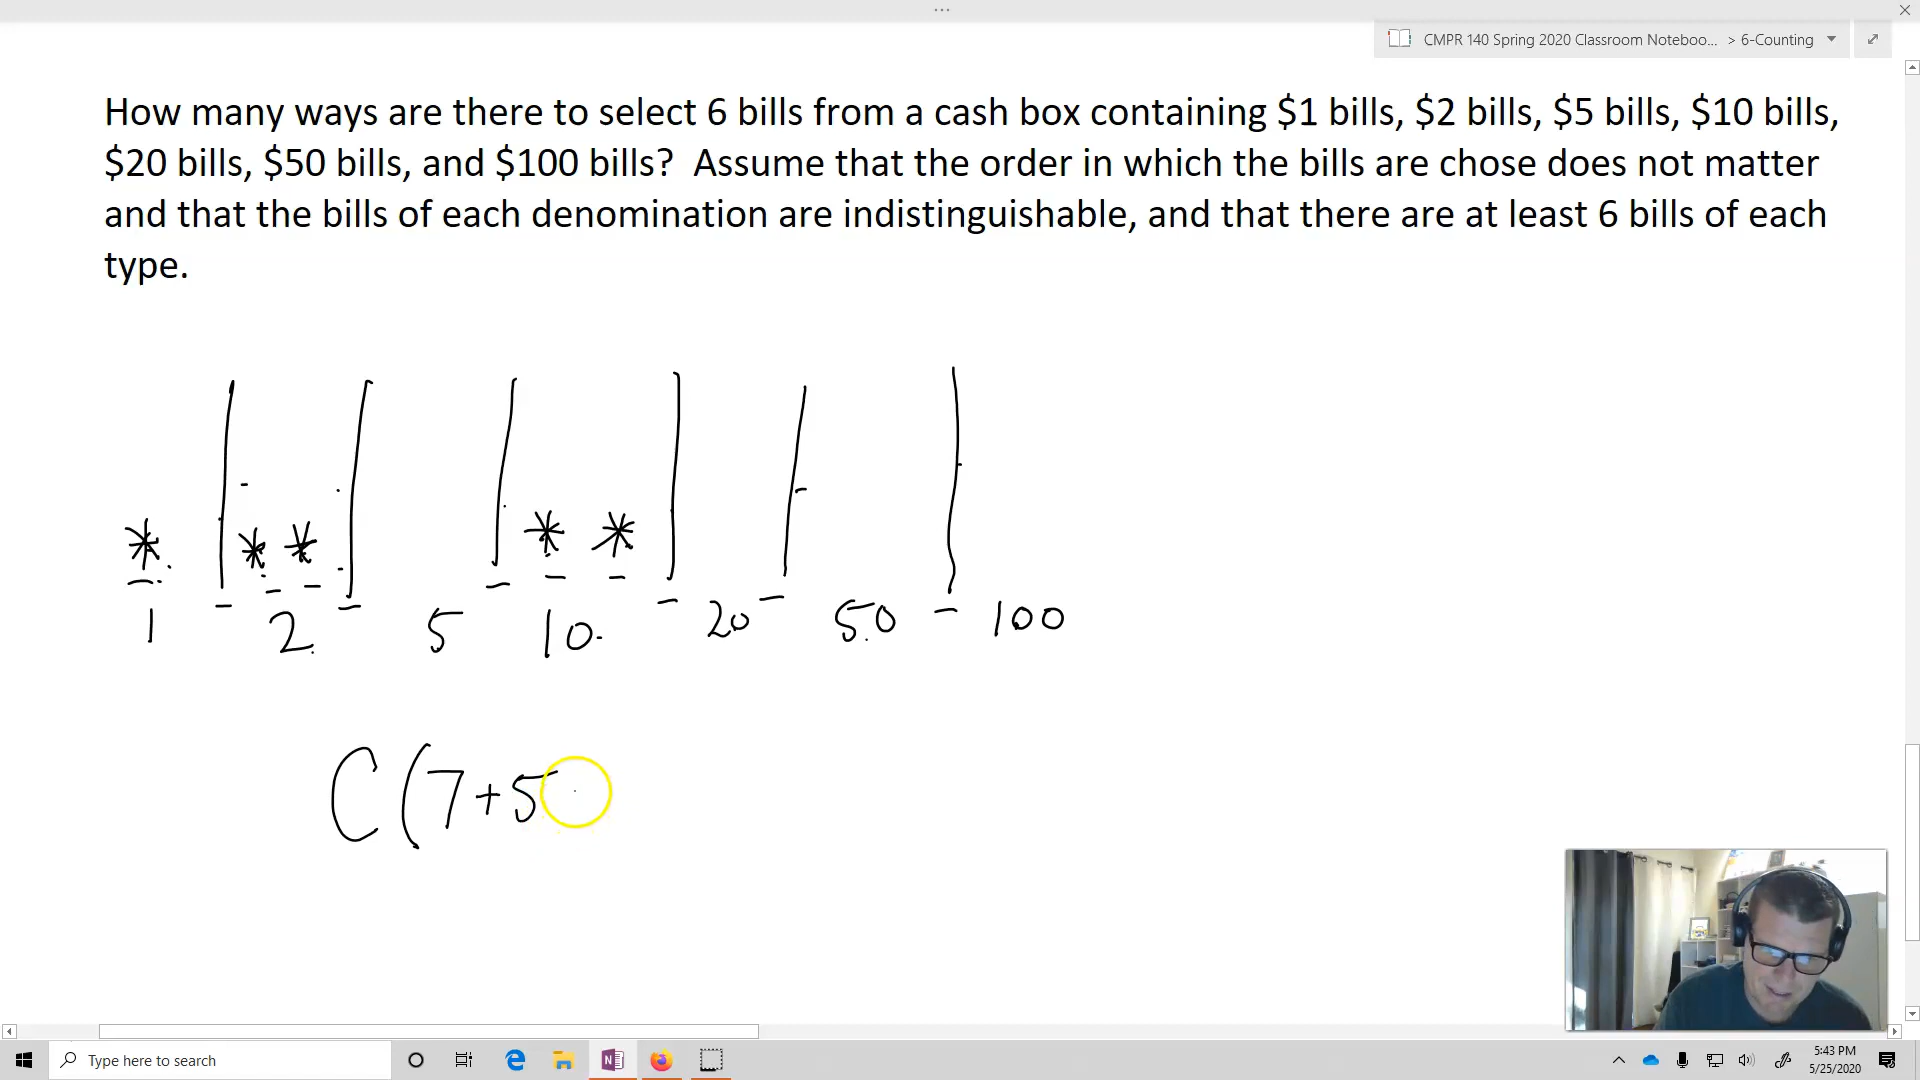 CMPR 140 Spring 2020 Classroom Noteboo... > 6-Counting
How many ways are there to select 6 bills from a cash box containing $1 bills, $2 bills, $5 bills, $10 bills,
$20 bills, $50 bills, and $100 bills?  Assume that the order in which the bills are chose does not matter
and that the bills of each denomination are indistinguishable, and that there are at least 6 bills of each
type.
* | * * | | * * | | |
1 2 5 10 20 50 100
C(7+5
Type here to search
5:43 PM
5/25/2020